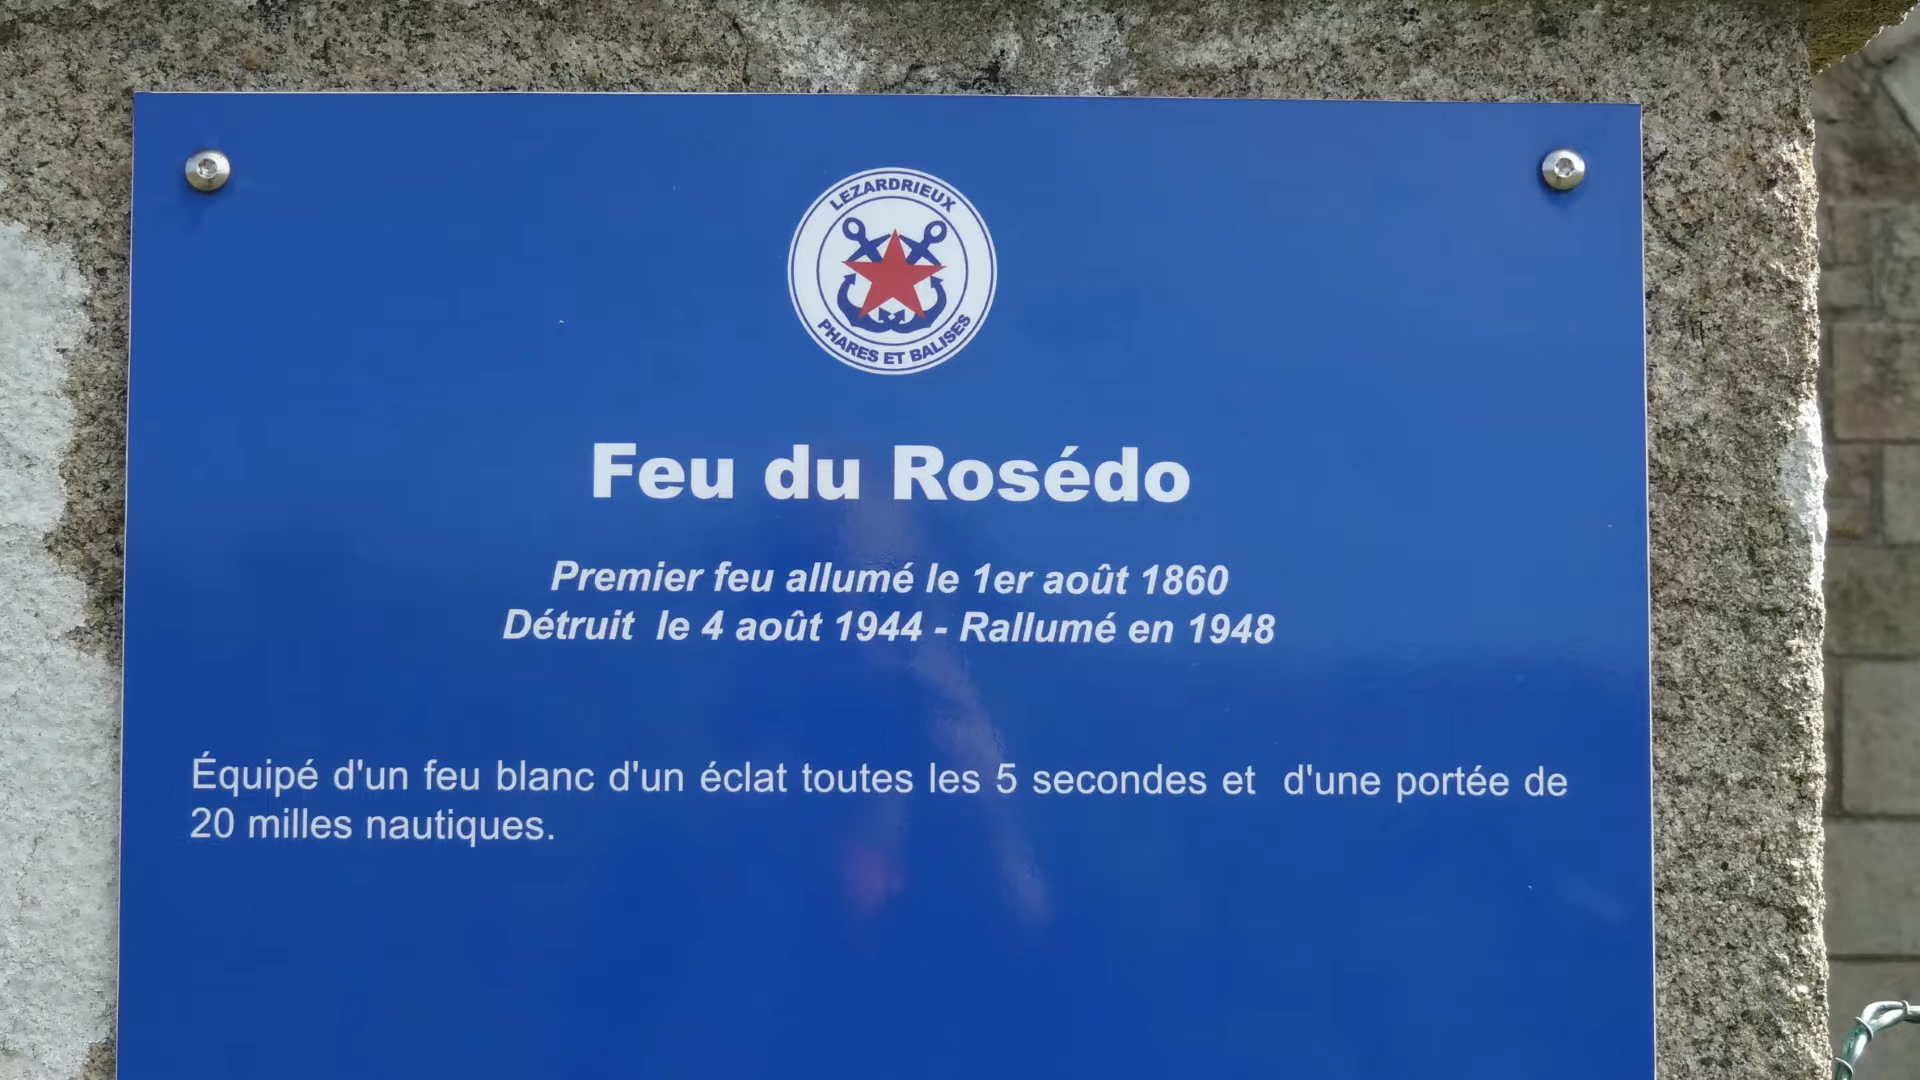 LEZARDRIEUX
PHARES ET BALISES
Feu du Rosédo
Premier feu allumé le 1er août 1860
Détruit  le 4 août 1944 - Rallumé en 1948
Équipé d'un feu blanc d'un éclat toutes les 5 secondes et  d'une portée de
20 milles nautiques.